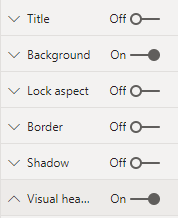 Title Off
Background On
Lock aspect Off
Border Off
Shadow Off
Visual hea... On